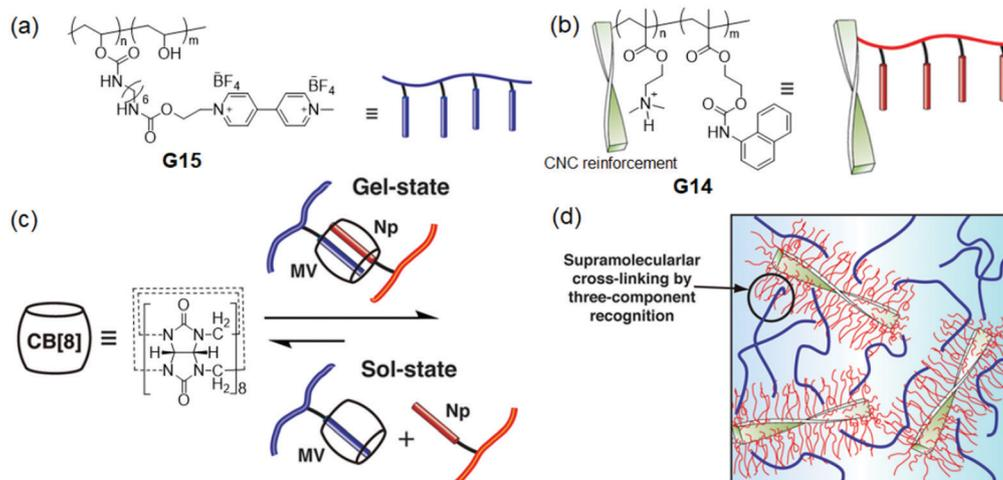 (a)
n
m
O
O
OH
HN
6
HN
O
O
B̄F4
B̄F4
N+
+N
≡
G15
(b)
n
m
O
O
O
O
N+
H
O
O
HN
≡
CNC reinforcement
G14
(c)
Gel-state
Np
MV
CB[8]
≡
O
H2
N
N
C
H
H
N
N
C
H2
O
8
Sol-state
Np
MV
+
(d)
Supramolecularlar
cross-linking by
three-component
recognition